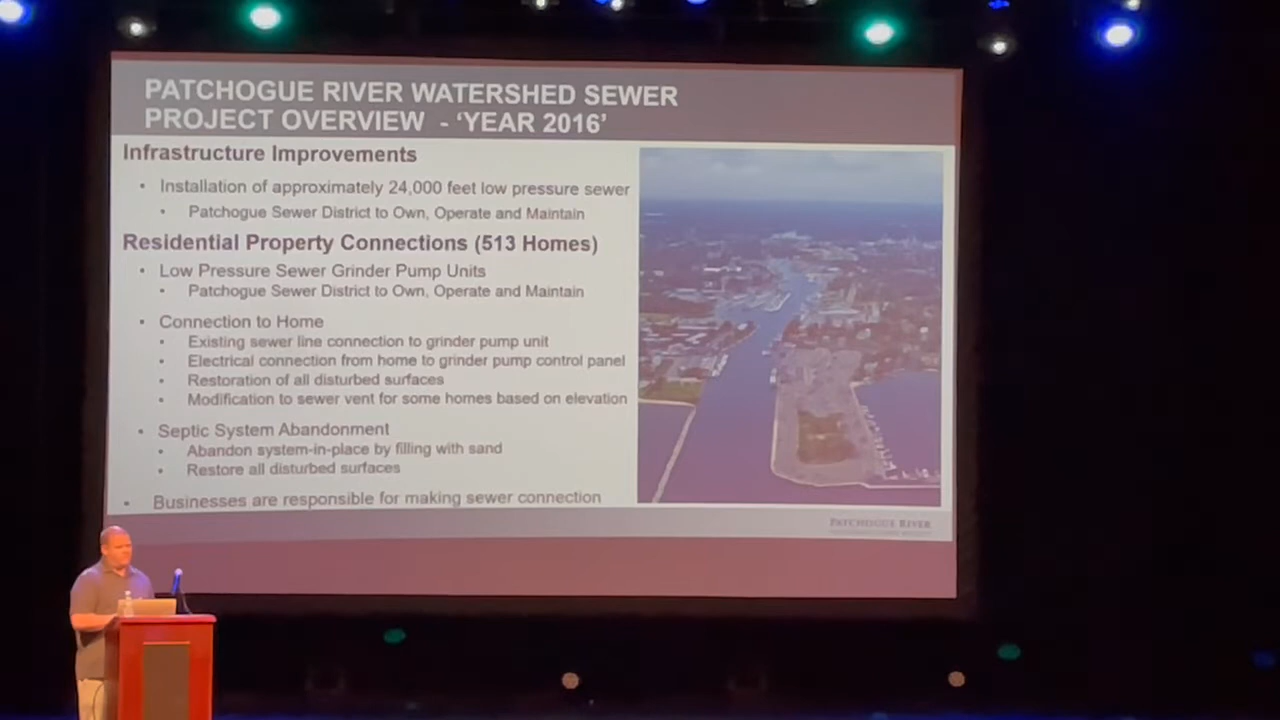 PATCHOGUE RIVER WATERSHED SEWER
PROJECT OVERVIEW - ‘YEAR 2016’
Infrastructure Improvements
• Installation of approximately 24,000 feet low pressure sewer
• Patchogue Sewer District to Own, Operate and Maintain
Residential Property Connections (513 Homes)
• Low Pressure Sewer Grinder Pump Units
• Patchogue Sewer District to Own, Operate and Maintain
• Connection to Home
• Existing sewer line connection to grinder pump unit
• Electrical connection from home to grinder pump control panel
• Restoration of all disturbed surfaces
• Modification to sewer vent for some homes based on elevation
• Septic System Abandonment
• Abandon system-in-place by filling with sand
• Restore all disturbed surfaces
• Businesses are responsible for making sewer connection
PATCHOGUE RIVER